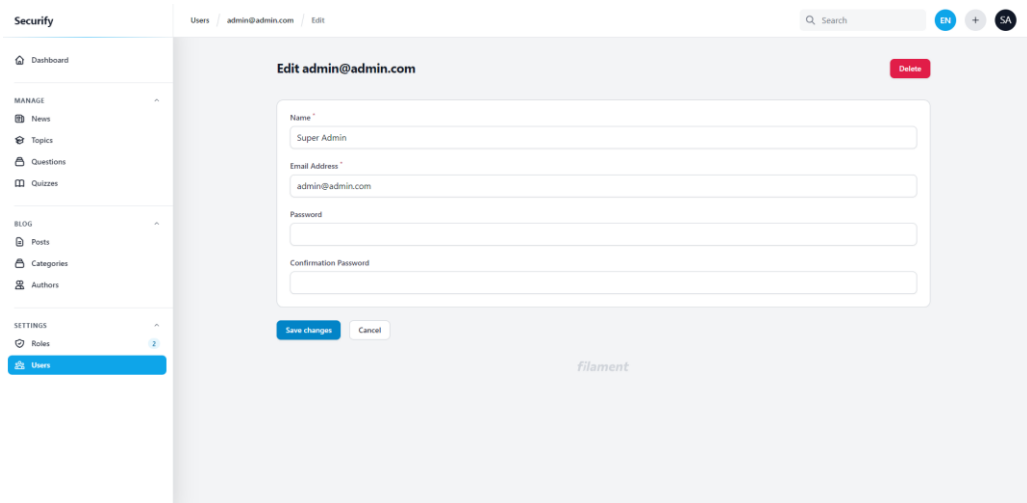 Securify
Users / admin@admin.com / Edit
Search
EN
+
SA
Dashboard
MANAGE
News
Topics
Questions
Quizzes
BLOG
Posts
Categories
Authors
SETTINGS
Roles 2
Users
Edit admin@admin.com
Delete
Name *
Super Admin
Email Address *
admin@admin.com
Password
Confirmation Password
Save changes
Cancel
filament